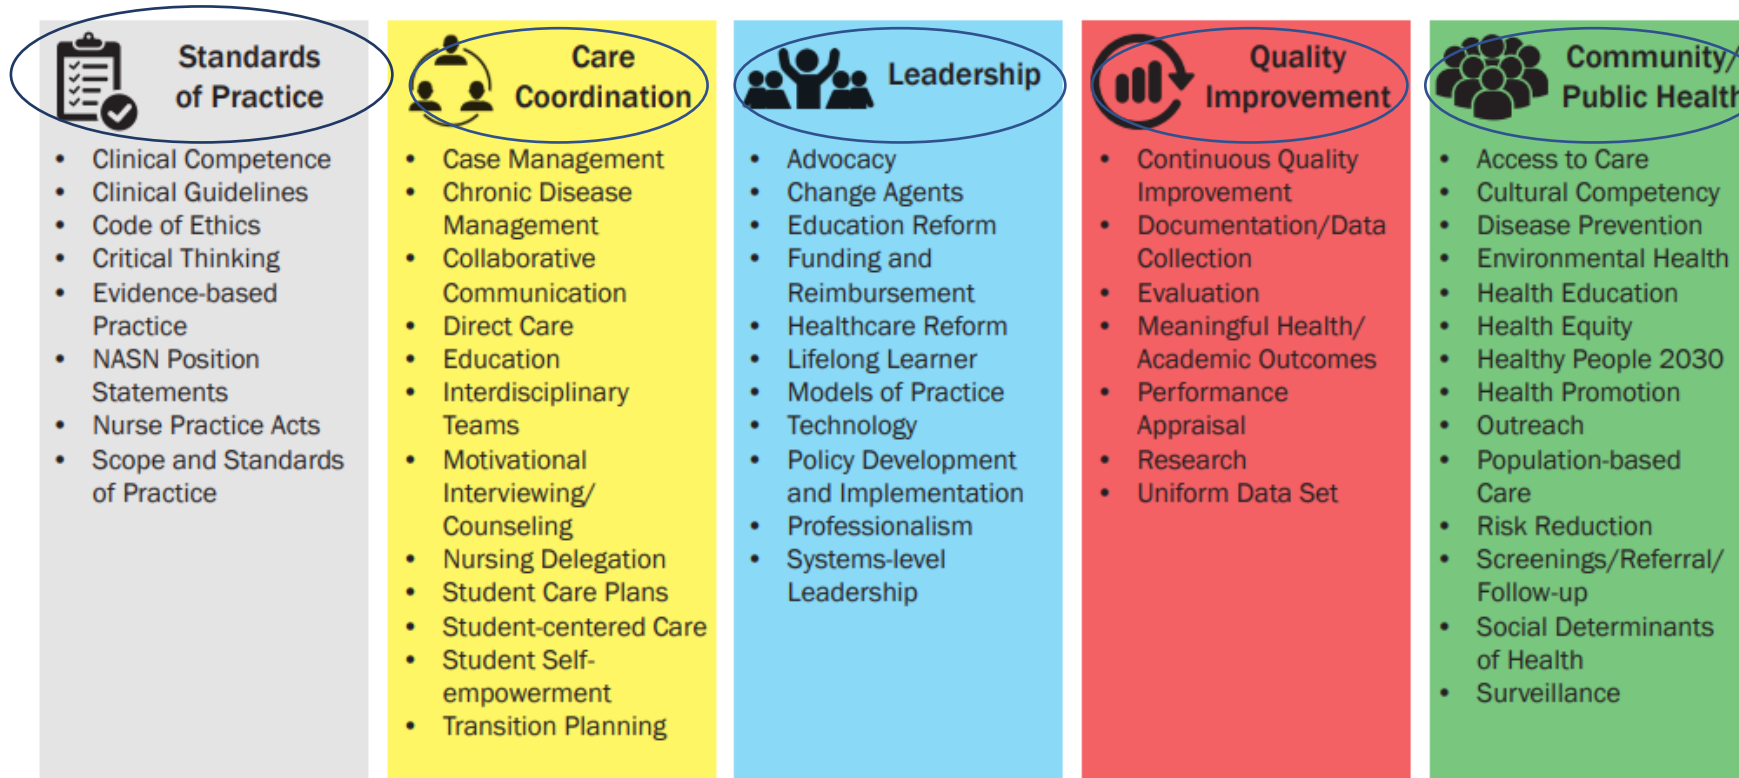 Standards
of Practice
• Clinical Competence
• Clinical Guidelines
• Code of Ethics
• Critical Thinking
• Evidence-based
Practice
• NASN Position
Statements
• Nurse Practice Acts
• Scope and Standards
of Practice
Care
Coordination
• Case Management
• Chronic Disease
Management
• Collaborative
Communication
• Direct Care
• Education
• Interdisciplinary
Teams
• Motivational
Interviewing/
Counseling
• Nursing Delegation
• Student Care Plans
• Student-centered Care
• Student Self-
empowerment
• Transition Planning
Leadership
• Advocacy
• Change Agents
• Education Reform
• Funding and
Reimbursement
• Healthcare Reform
• Lifelong Learner
• Models of Practice
• Technology
• Policy Development
and Implementation
• Professionalism
• Systems-level
Leadership
Quality
Improvement
• Continuous Quality
Improvement
• Documentation/Data
Collection
• Evaluation
• Meaningful Health/
Academic Outcomes
• Performance
Appraisal
• Research
• Uniform Data Set
Community/
Public Health
• Access to Care
• Cultural Competency
• Disease Prevention
• Environmental Health
• Health Education
• Health Equity
• Healthy People 2030
• Health Promotion
• Outreach
• Population-based
Care
• Risk Reduction
• Screenings/Referral/
Follow-up
• Social Determinants
of Health
• Surveillance